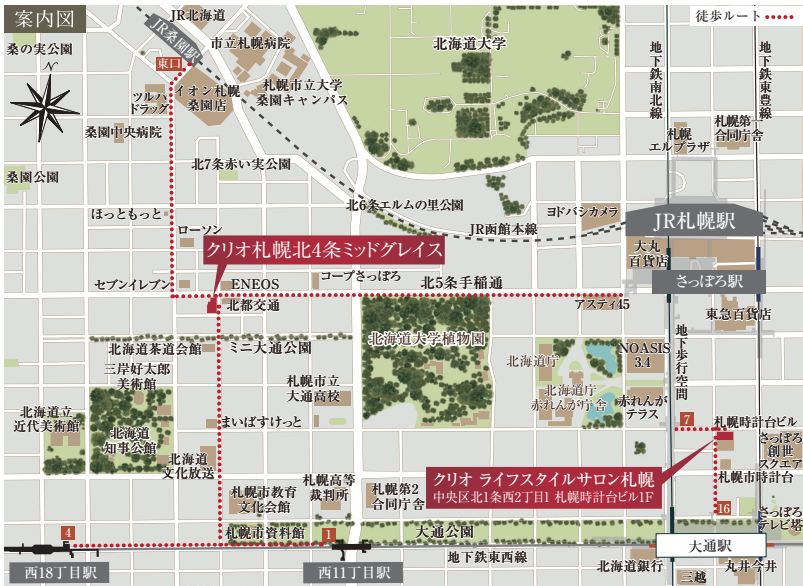 案内図
徒歩ルート
桑の実公園
N
JR北海道
JR桑園駅
市立札幌病院
北海道大学
地下鉄南北線
地下鉄東豊線
東口
ツルハ
ドラッグ
イオン札幌
桑園店
札幌市立大学
桑園キャンパス
桑園中央病院
札幌
エルプラザ
札幌第一
合同庁舎
桑園公園
北7条赤い実公園
北6条エルムの里公園
ほっともっと
ローソン
JR函館本線
ヨドバシカメラ
JR札幌駅
クリオ札幌北4条ミッドグレイス
大丸
百貨店
さっぽろ駅
セブンイレブン
ENEOS
コープさっぽろ
北5条手稲通
北都交通
アスティ45
東急百貨店
北海道茶道会館
ミニ大通公園
北海道大学植物園
地下歩行空間
三岸好太郎
美術館
北海道庁
NOASIS
3.4
札幌市立
大通高校
北海道庁
赤れんが庁舎
赤れんが
テラス
北海道立
近代美術館
北海道
知事公館
まいばすけっと
7
札幌時計台ビル
さっぽろ
創世
スクエア
北海道
文化放送
クリオ ライフスタイルサロン札幌
中央区北1条西2丁目1 札幌時計台ビル1F
札幌市時計台
札幌市教育
文化会館
札幌高等
裁判所
札幌第2
合同庁舎
16
さっぽろ
テレビ塔
4
札幌市資料館
1
大通公園
地下鉄東西線
大通駅
西18丁目駅
西11丁目駅
北海道銀行
三越
丸井今井